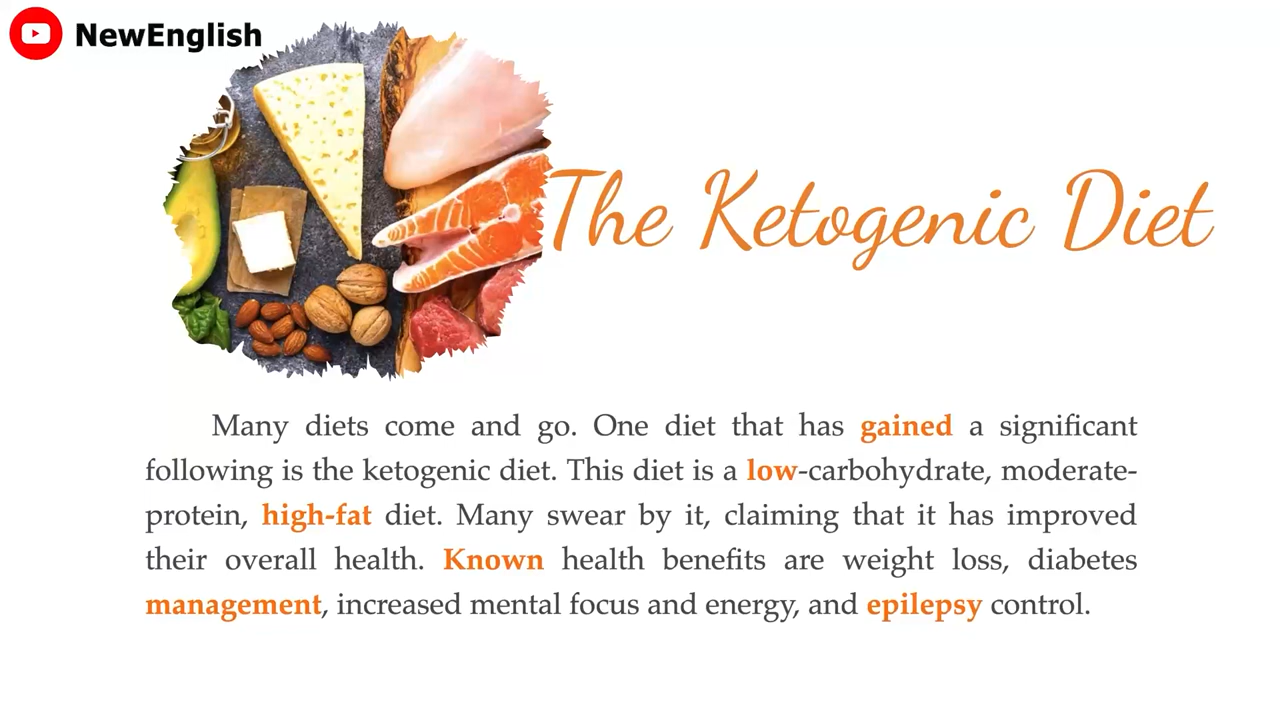 NewEnglish
The Ketogenic Diet
Many diets come and go. One diet that has gained a significant
following is the ketogenic diet. This diet is a low-carbohydrate, moderate-
protein, high-fat diet. Many swear by it, claiming that it has improved
their overall health. Known health benefits are weight loss, diabetes
management, increased mental focus and energy, and epilepsy control.